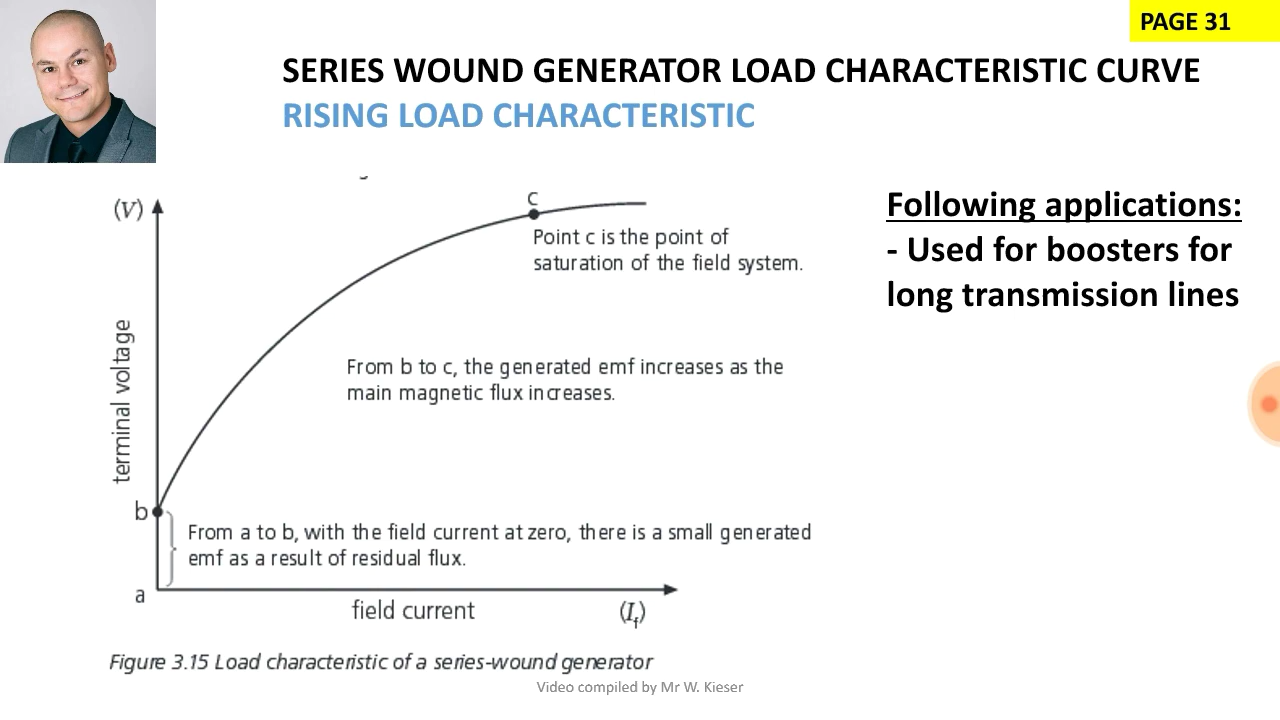 PAGE 31
SERIES WOUND GENERATOR LOAD CHARACTERISTIC CURVE
RISING LOAD CHARACTERISTIC
(V)
c
Point c is the point of
saturation of the field system.
Following applications:
- Used for boosters for
long transmission lines
terminal voltage
From b to c, the generated emf increases as the
main magnetic flux increases.
b
From a to b, with the field current at zero, there is a small generated
emf as a result of residual flux.
a
field current
(If)
Figure 3.15 Load characteristic of a series-wound generator
Video compiled by Mr W. Kieser